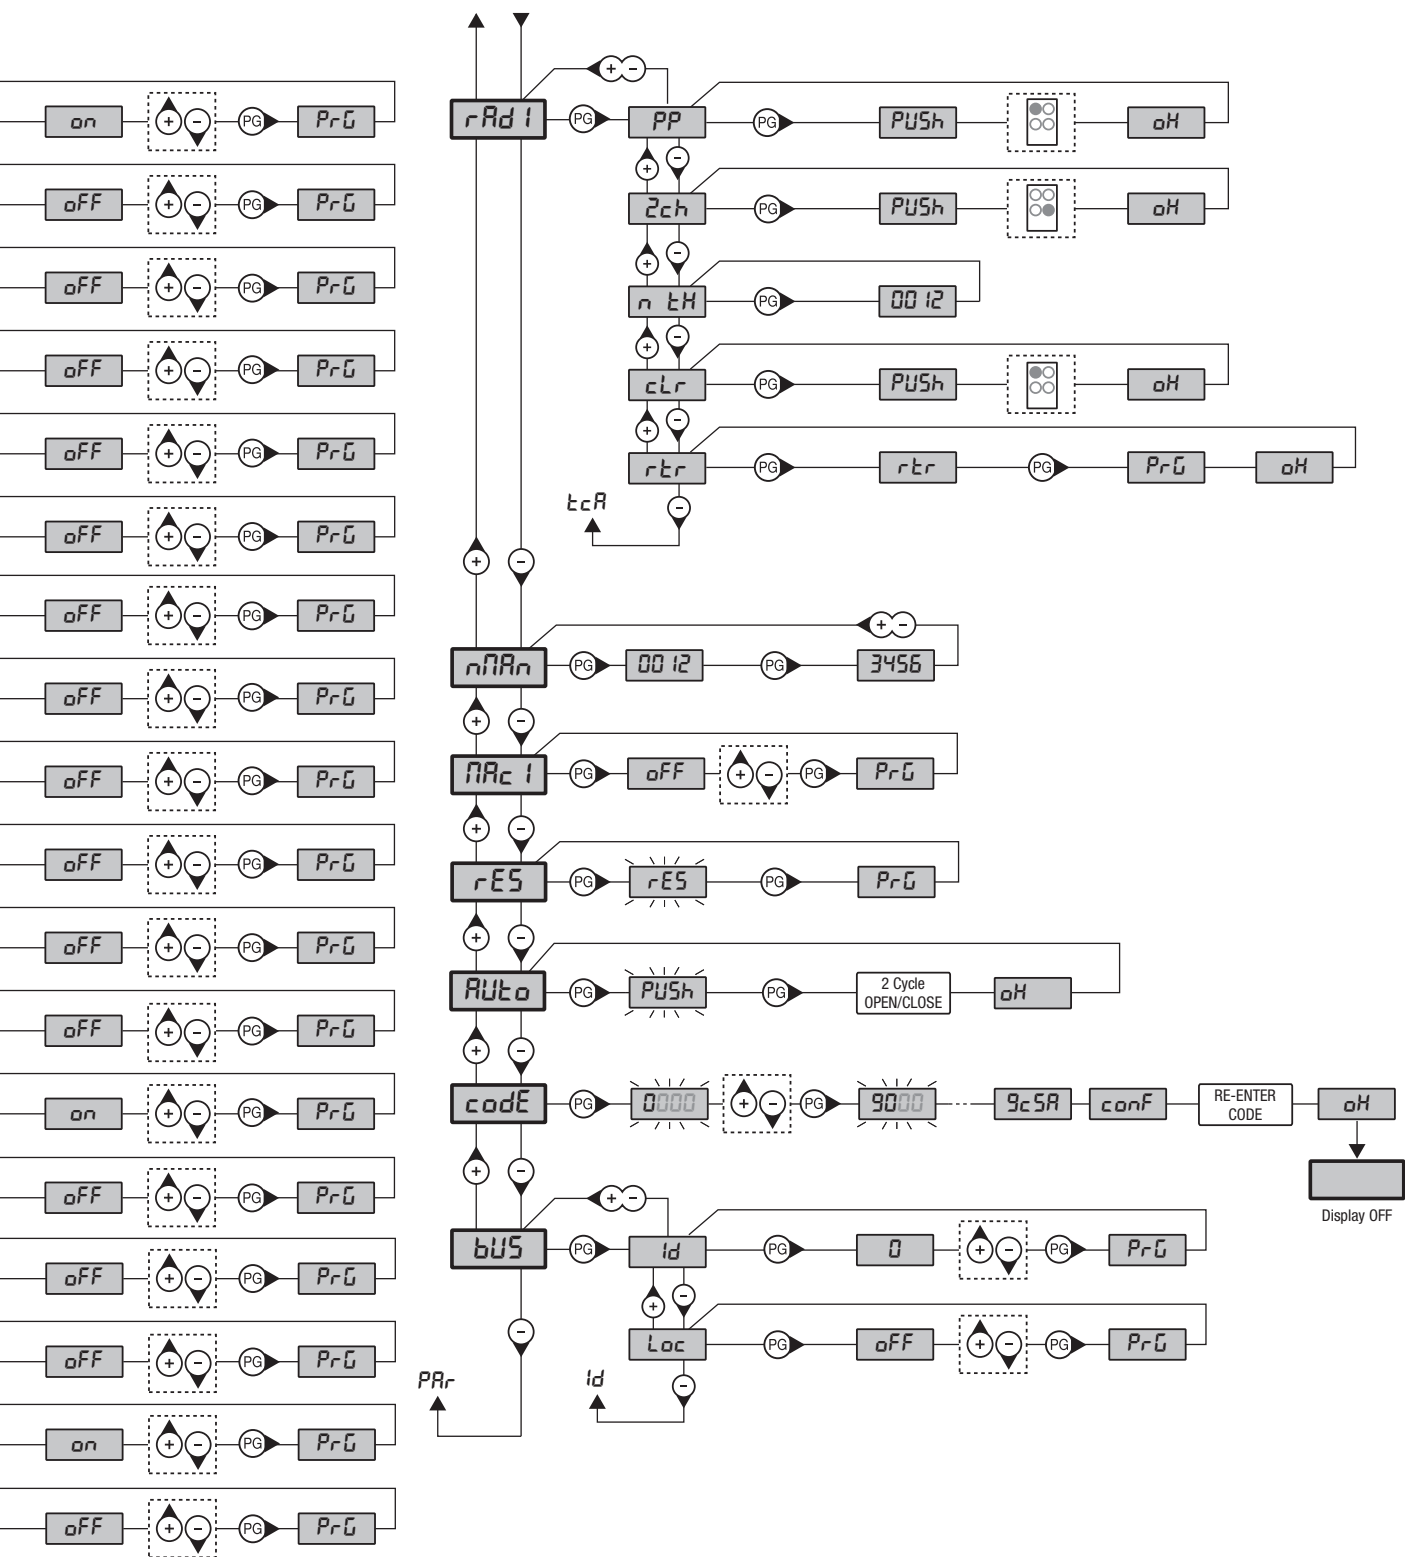 on + - PG PrG
oFF + - PG PrG
oFF + - PG PrG
oFF + - PG PrG
oFF + - PG PrG
oFF + - PG PrG
oFF + - PG PrG
oFF + - PG PrG
oFF + - PG PrG
oFF + - PG PrG
oFF + - PG PrG
oFF + - PG PrG
on + - PG PrG
oFF + - PG PrG
oFF + - PG PrG
oFF + - PG PrG
on + - PG PrG
oFF + - PG PrG
+ -
rAdI PG PP PG PUSh oH
+ -
2ch PG PUSh oH
+ -
n tH PG 0012
+ -
cLr PG PUSh oH
+ -
rtr PG rtr PG PrG oH
tcA -
+ -
+ -
nMAn PG 0012 PG 3456
+ -
MAcI PG oFF + - PG PrG
+ -
rES PG rES PG PrG
+ -
AUto PG PUSh PG 2 Cycle
OPEN/CLOSE oH
+ -
codE PG 0000 + - PG 9000 9cSA conF RE-ENTER
CODE oH
Display OFF
+ -
+ -
bUS PG Id PG 0 + - PG PrG
+ -
Loc PG oFF + - PG PrG
-
PAr
Id -